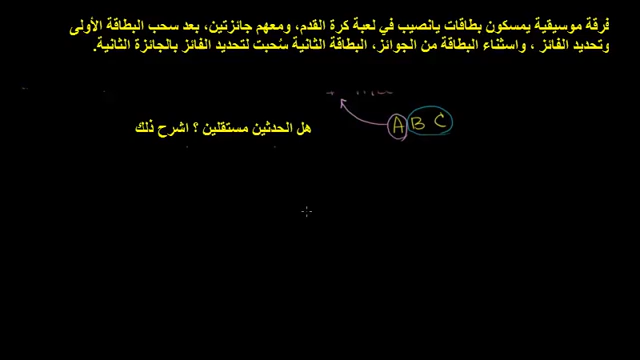 فرقة موسيقية يمسكون بطاقات يانصيب في لعبة كرة القدم، ومعهم جائزتين، بعد سحب البطاقة الأولى
وتحديد الفائز ، واستثناء البطاقة من الجوائز، البطاقة الثانية سُحبت لتحديد الفائز بالجائزة الثانية.
A B C
هل الحدثين مستقلين ؟ اشرح ذلك